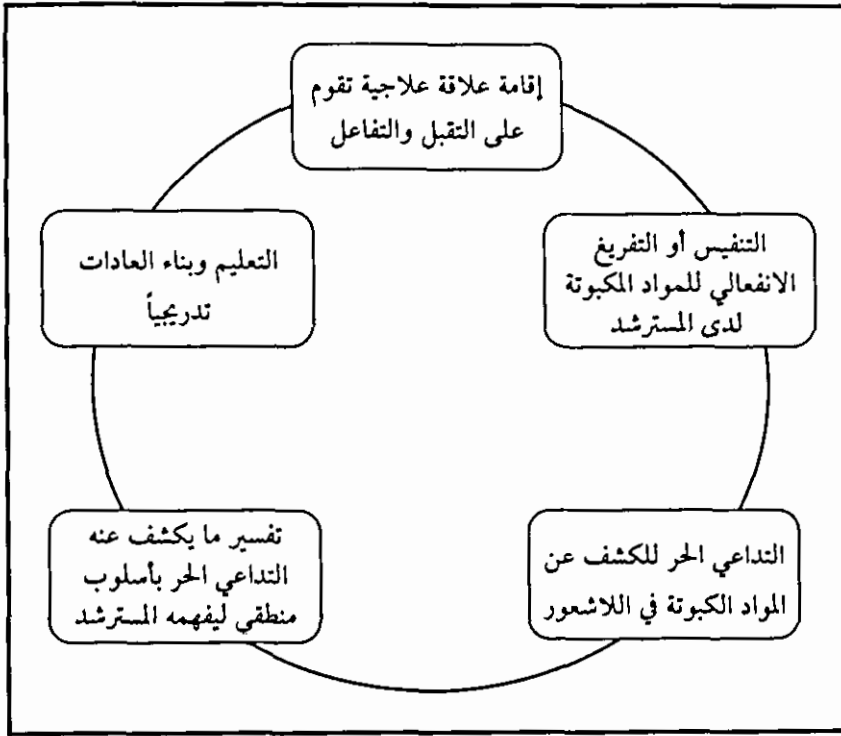 إقامة علاقة علاجية تقوم
على التقبل والتفاعل
التنفيس أو التفريغ
الانفعالي للمواد المكبوتة
لدى المسترشد
التداعي الحر للكشف عن
المواد الكبوتة في اللاشعور
تفسير ما يكشف عنه
التداعي الحر بأسلوب
منطقي ليفهمه المسترشد
التعليم وبناء العادات
تدريجياً